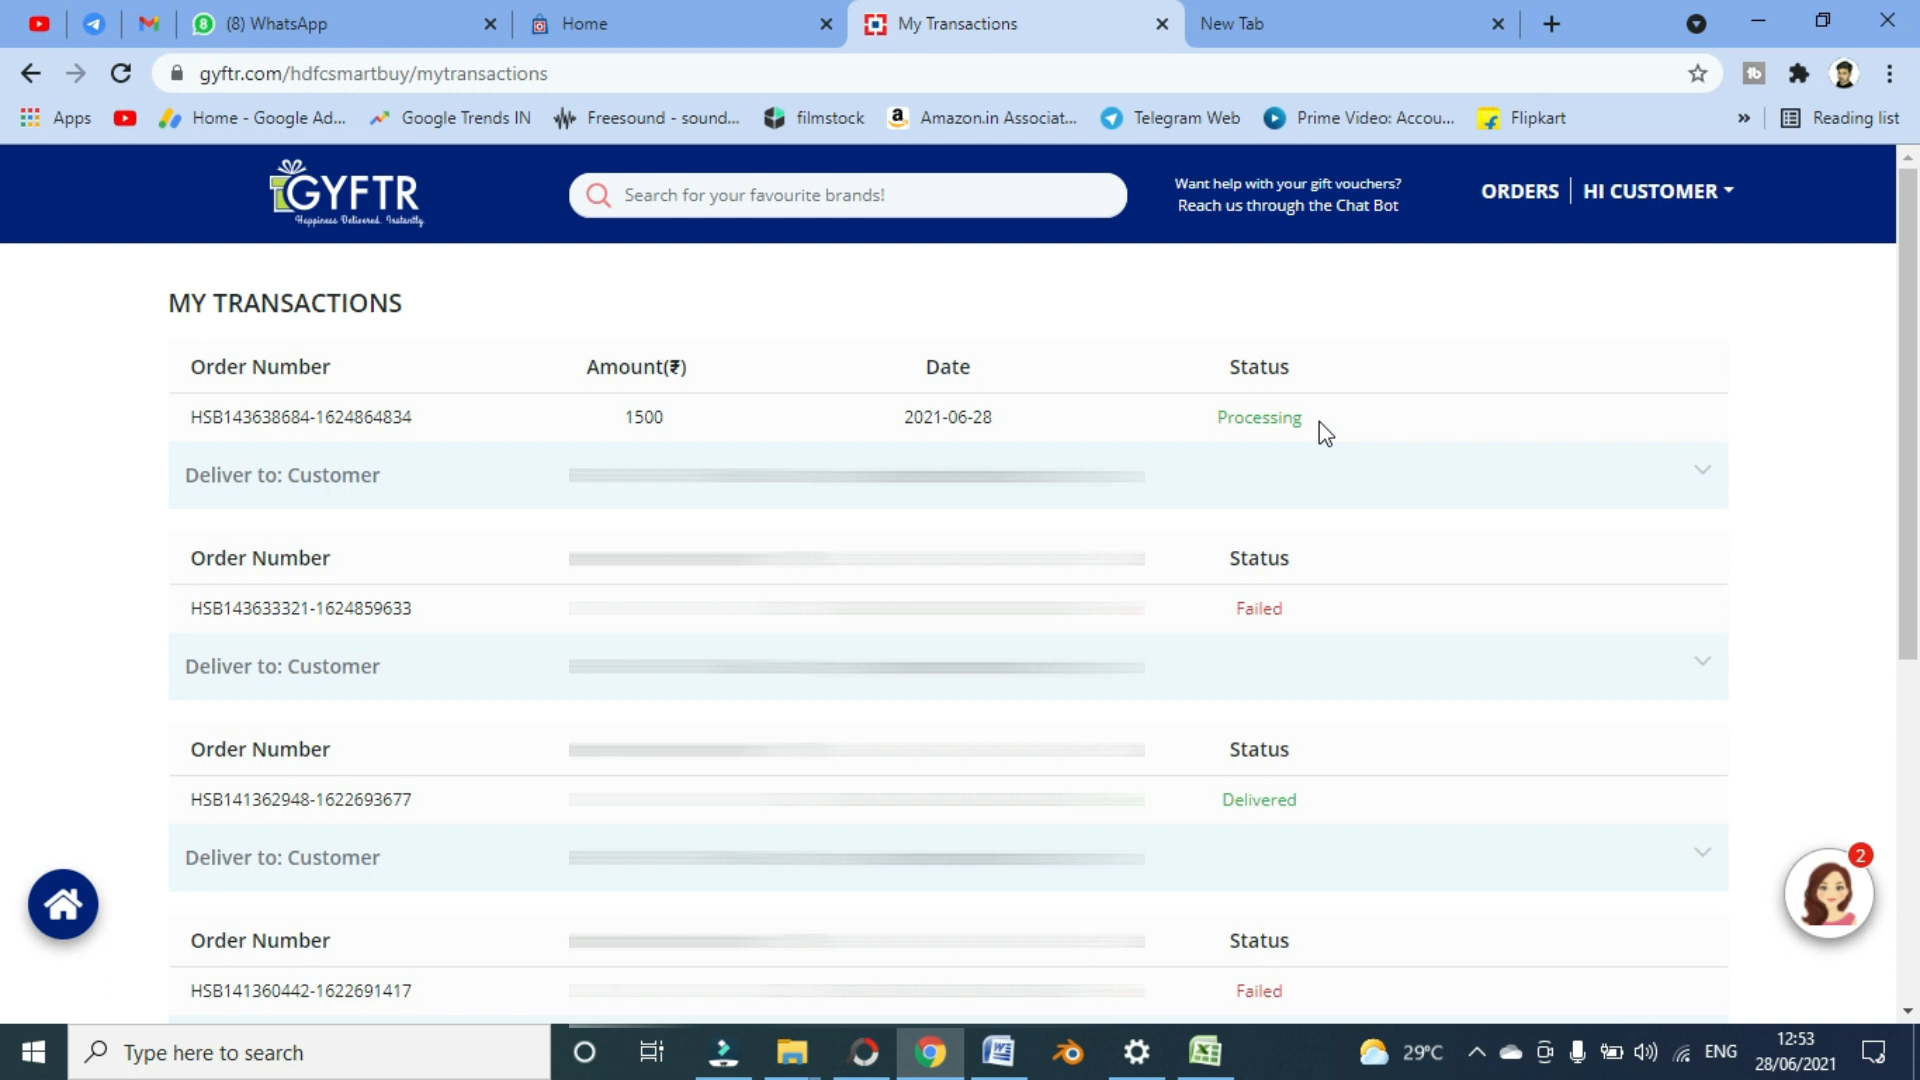 (8) WhatsApp
Home
My Transactions
New Tab
gyftr.com/hdfcsmartbuy/mytransactions
Apps
Home - Google Ad...
Google Trends IN
Freesound - sound...
filmstock
Amazon.in Associat...
Telegram Web
Prime Video: Accou...
Flipkart
»
Reading list
GYFTR
Happiness Delivered. Instantly.
Search for your favourite brands!
Want help with your gift vouchers?
Reach us through the Chat Bot
ORDERS
HI CUSTOMER
MY TRANSACTIONS
Order Number Amount(₹) Date Status
HSB143638684-1624864834 1500 2021-06-28 Processing
Deliver to: Customer
Order Number Status
HSB143633321-1624859633 Failed
Deliver to: Customer
Order Number Status
HSB141362948-1622693677 Delivered
Deliver to: Customer
2
Order Number Status
HSB141360442-1622691417 Failed
Type here to search
29°C
ENG
12:53
28/06/2021